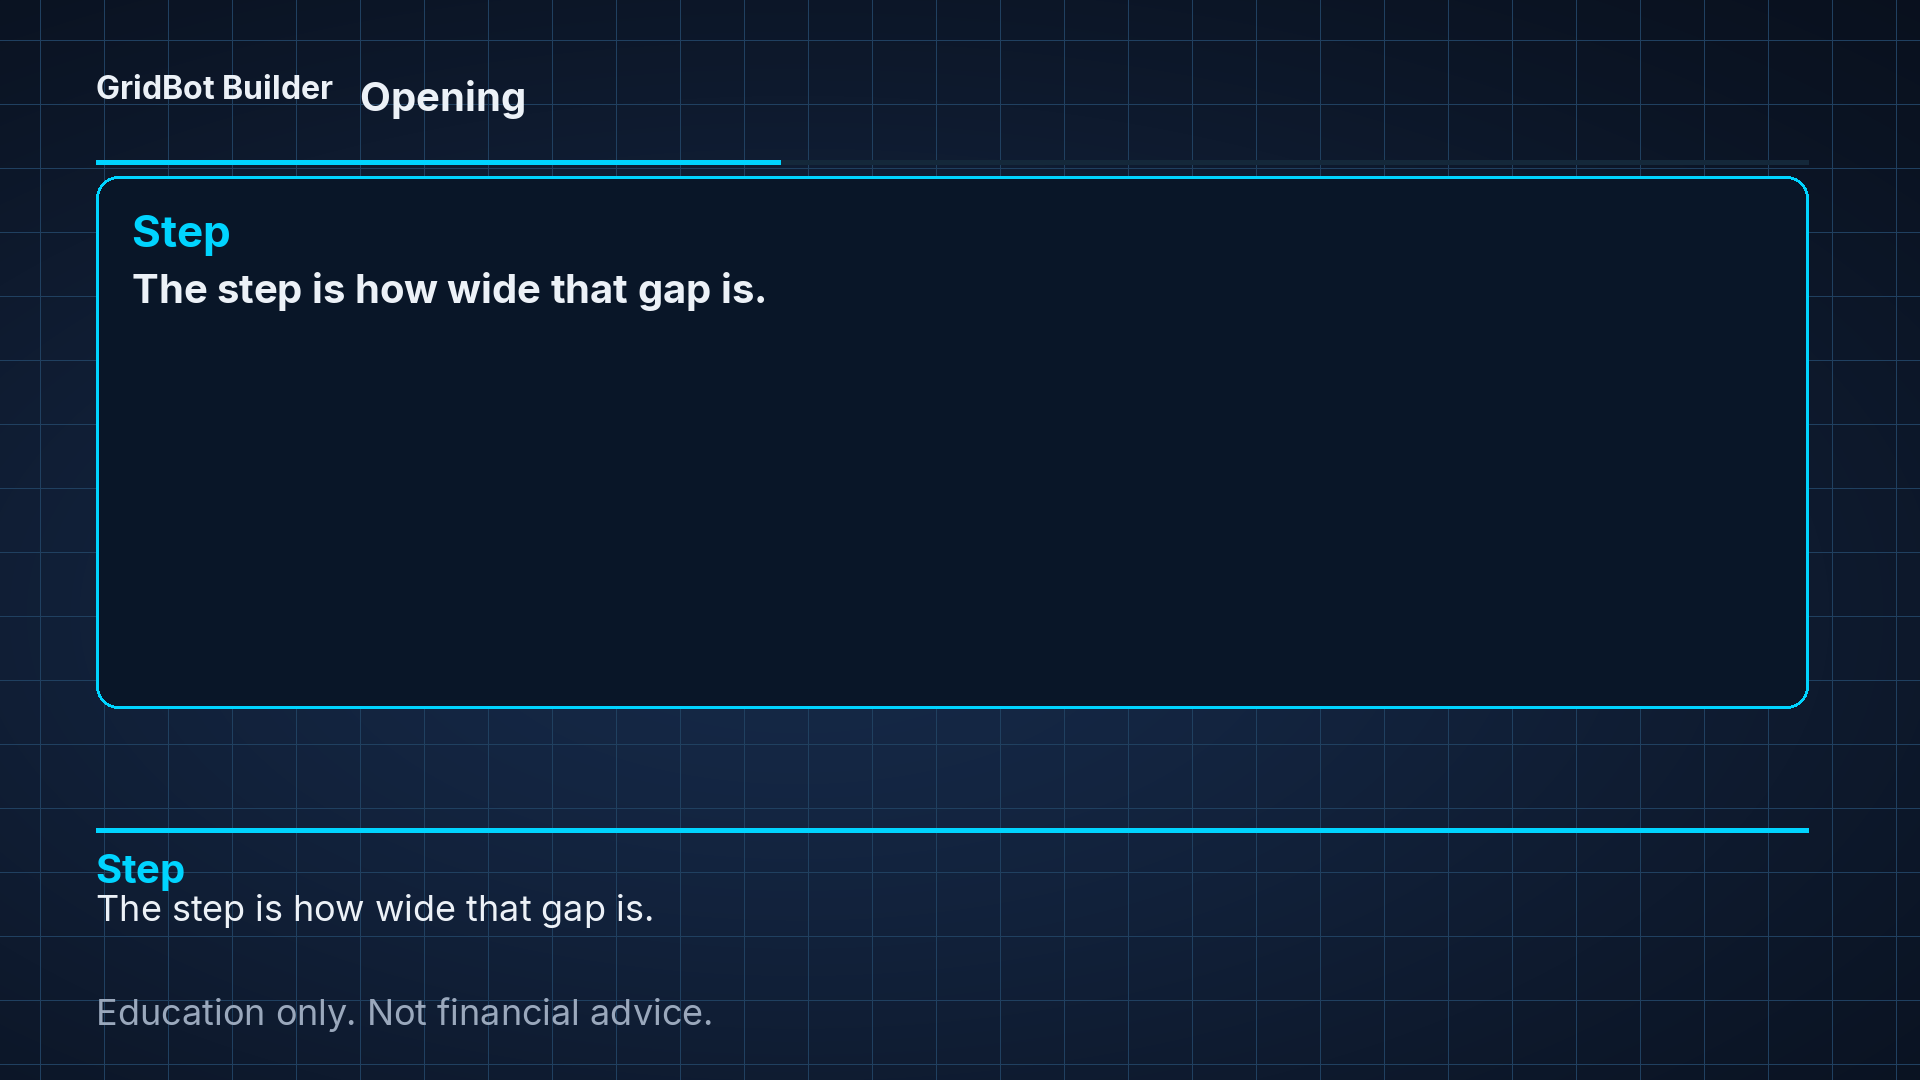 GridBot Builder
Opening
Step
The step is how wide that gap is.
Step
The step is how wide that gap is.
Education only. Not financial advice.